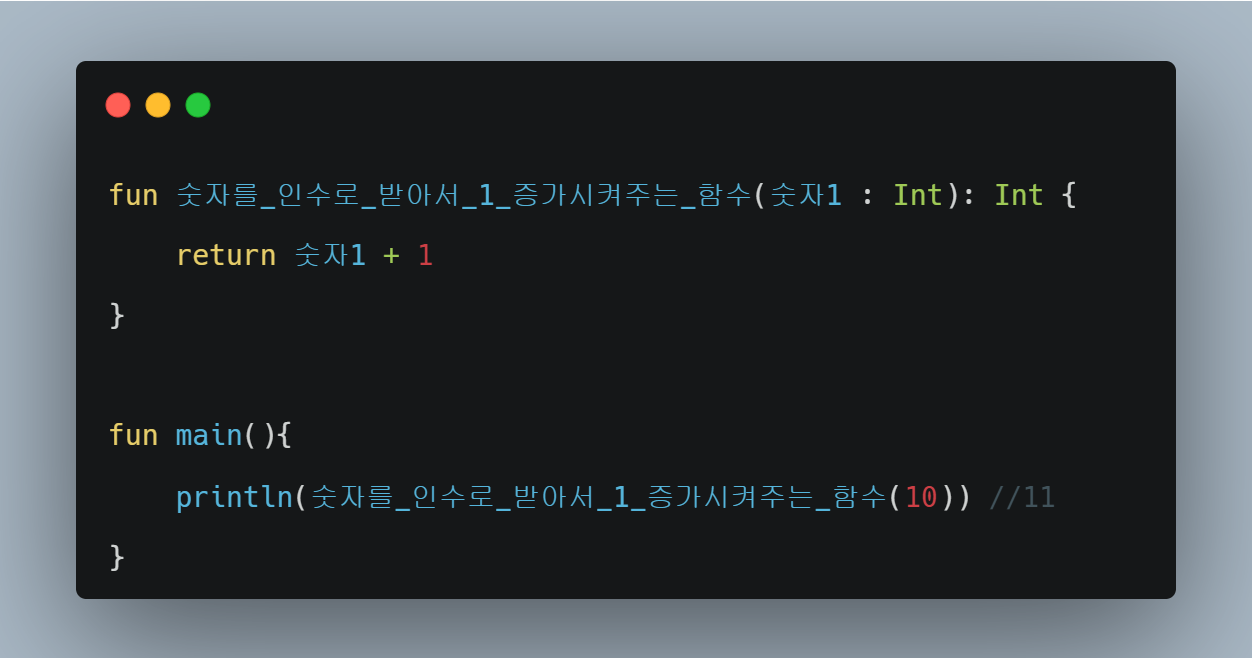 fun 숫자를_인수로_받아서_1_증가시켜주는_함수(숫자1 : Int): Int {
    return 숫자1 + 1
}
fun main(){
    println(숫자를_인수로_받아서_1_증가시켜주는_함수(10)) //11
}